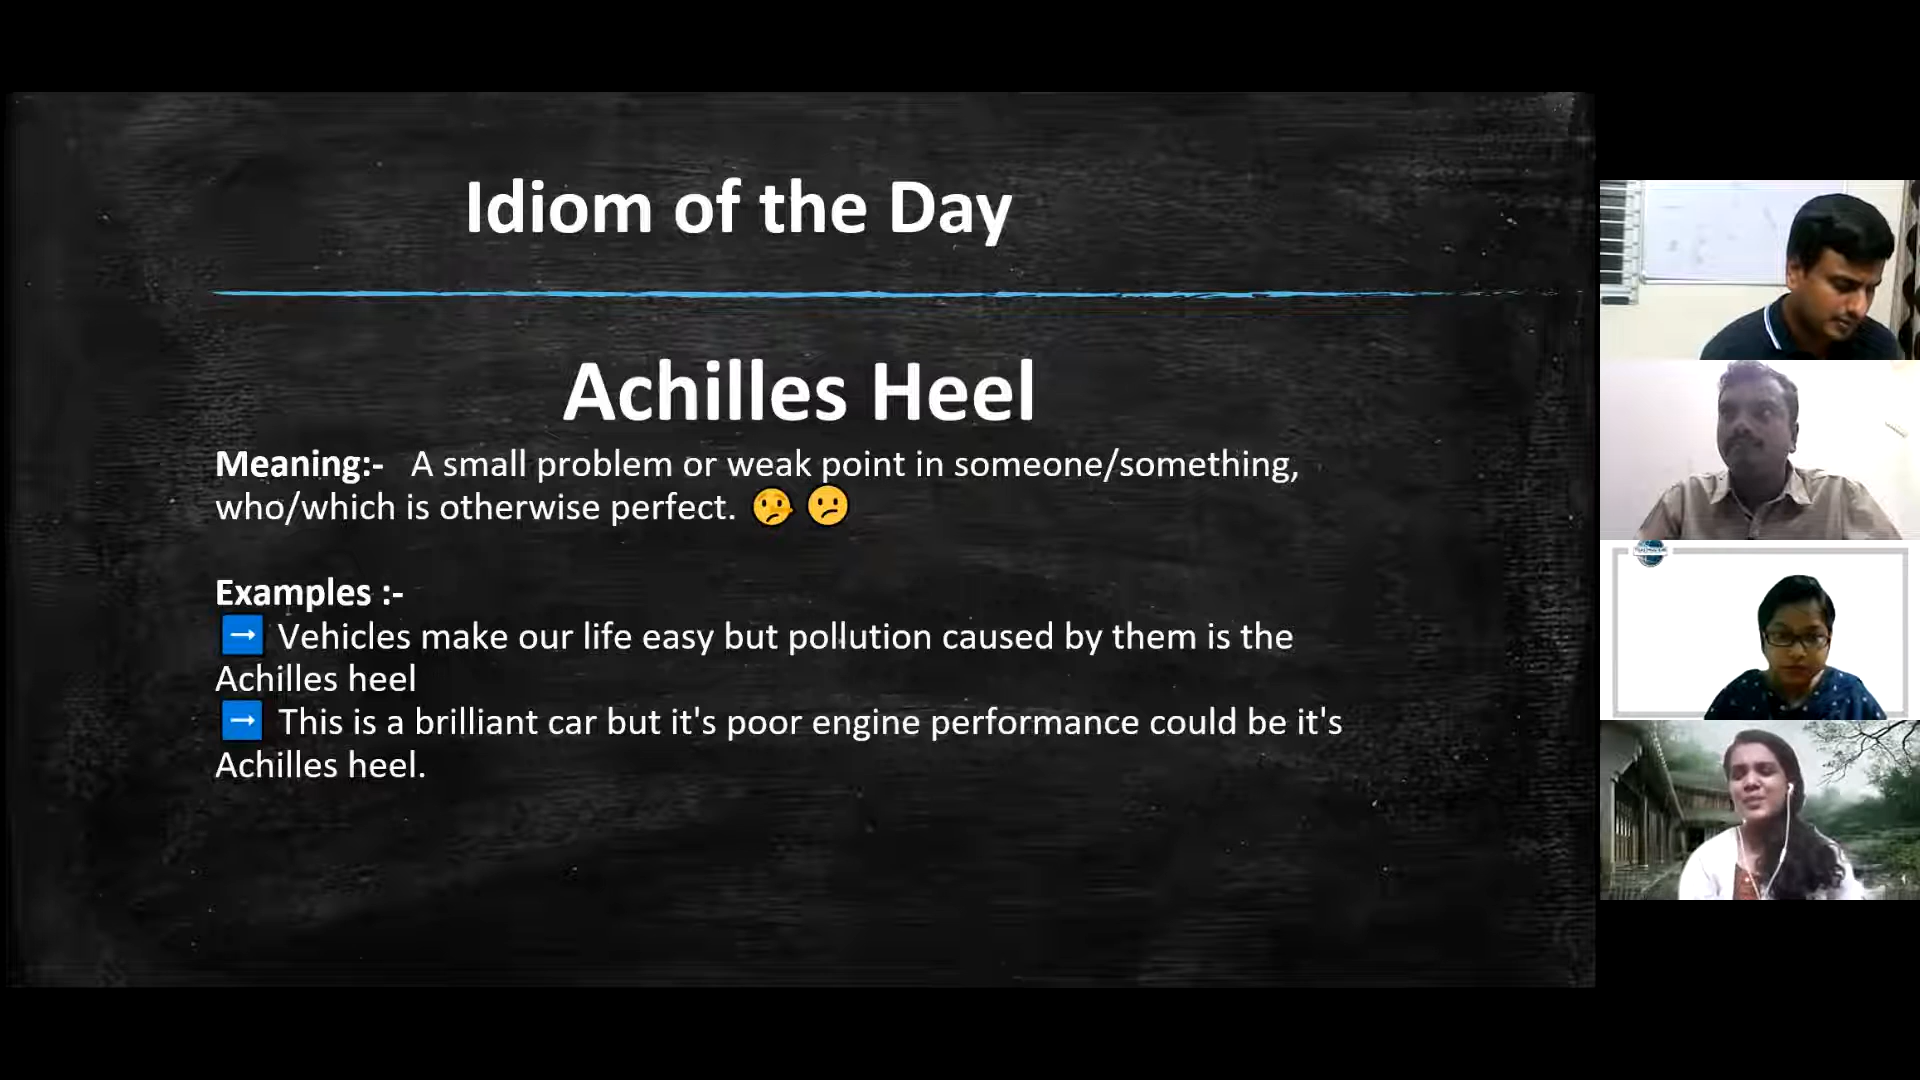 Idiom of the Day
Achilles Heel
Meaning:- A small problem or weak point in someone/something,
who/which is otherwise perfect. 🤥 😕
Examples :-
➡️ Vehicles make our life easy but pollution caused by them is the
Achilles heel
➡️ This is a brilliant car but it's poor engine performance could be it's
Achilles heel.